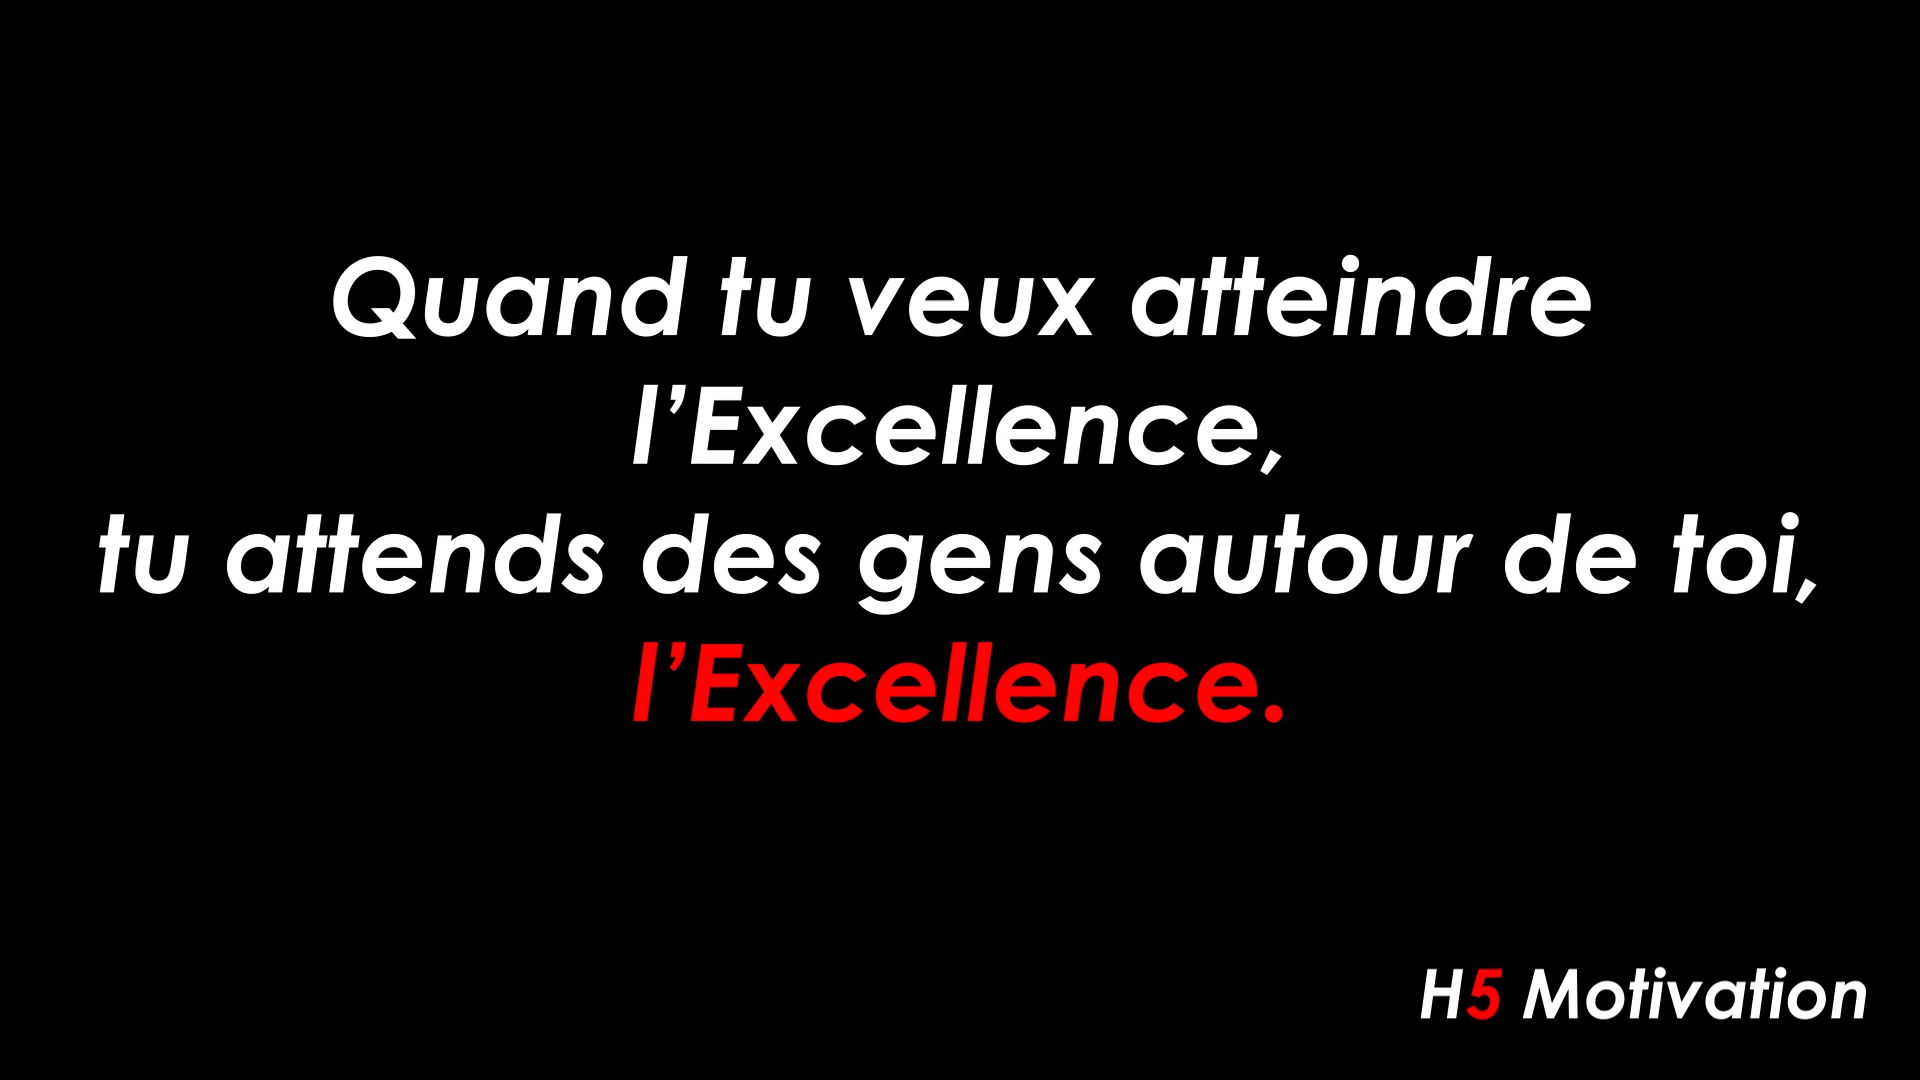 Quand tu veux atteindre
l’Excellence,
tu attends des gens autour de toi,
l’Excellence.
H5 Motivation